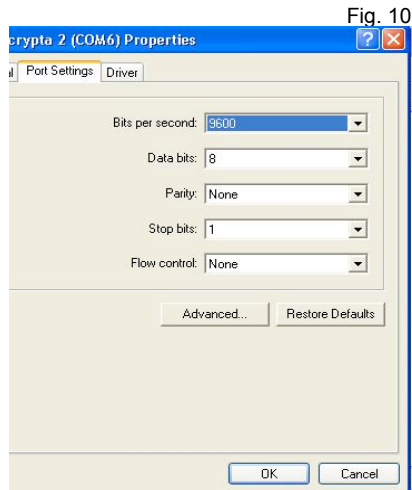 Fig. 10
crypta 2 (COM6) Properties
Port Settings Driver
Bits per second: 9600
Data bits: 8
Parity: None
Stop bits: 1
Flow control: None
Advanced... Restore Defaults
OK Cancel